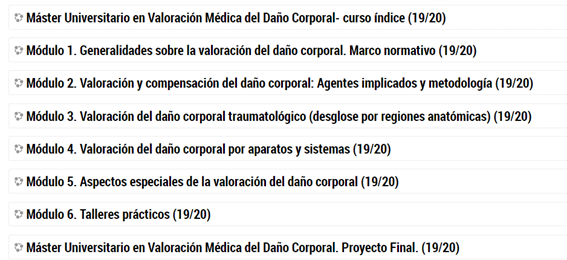 Máster Universitario en Valoración Médica del Daño Corporal- curso índice (19/20)
Módulo 1. Generalidades sobre la valoración del daño corporal. Marco normativo (19/20)
Módulo 2. Valoración y compensación del daño corporal: Agentes implicados y metodología (19/20)
Módulo 3. Valoración del daño corporal traumatológico (desglose por regiones anatómicas) (19/20)
Módulo 4. Valoración del daño corporal por aparatos y sistemas (19/20)
Módulo 5. Aspectos especiales de la valoración del daño corporal (19/20)
Módulo 6. Talleres prácticos (19/20)
Máster Universitario en Valoración Médica del Daño Corporal. Proyecto Final. (19/20)